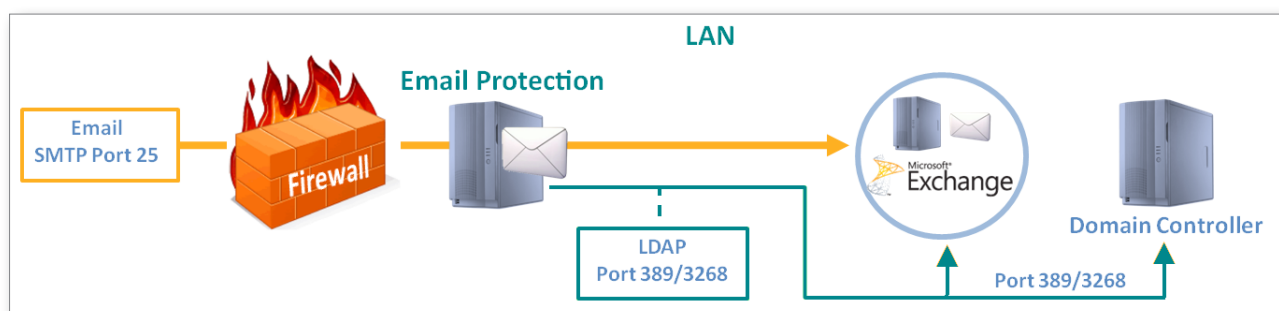 LAN
Email Protection
Email
SMTP Port 25
Firewall
Microsoft®
Exchange
Domain Controller
LDAP
Port 389/3268
Port 389/3268